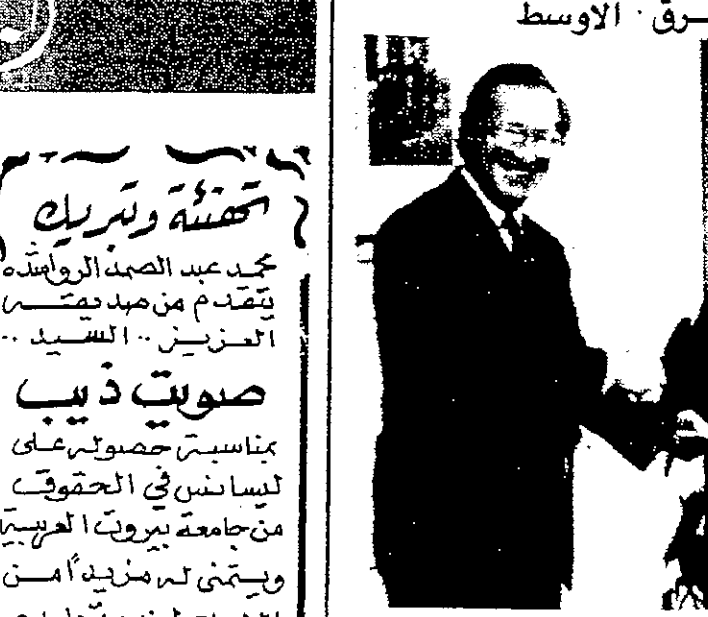 ـرق الاوسط
تهنئة وتبريك
محمد عبد الصمد الرواشده
يتقدم من صديقه
العزيز .. السيد ..
صويت ذيب
بمناسبة حصوله على
ليسانس في الحقوق
من جامعة بيروت العربية
ويتمنى له مزيداً من